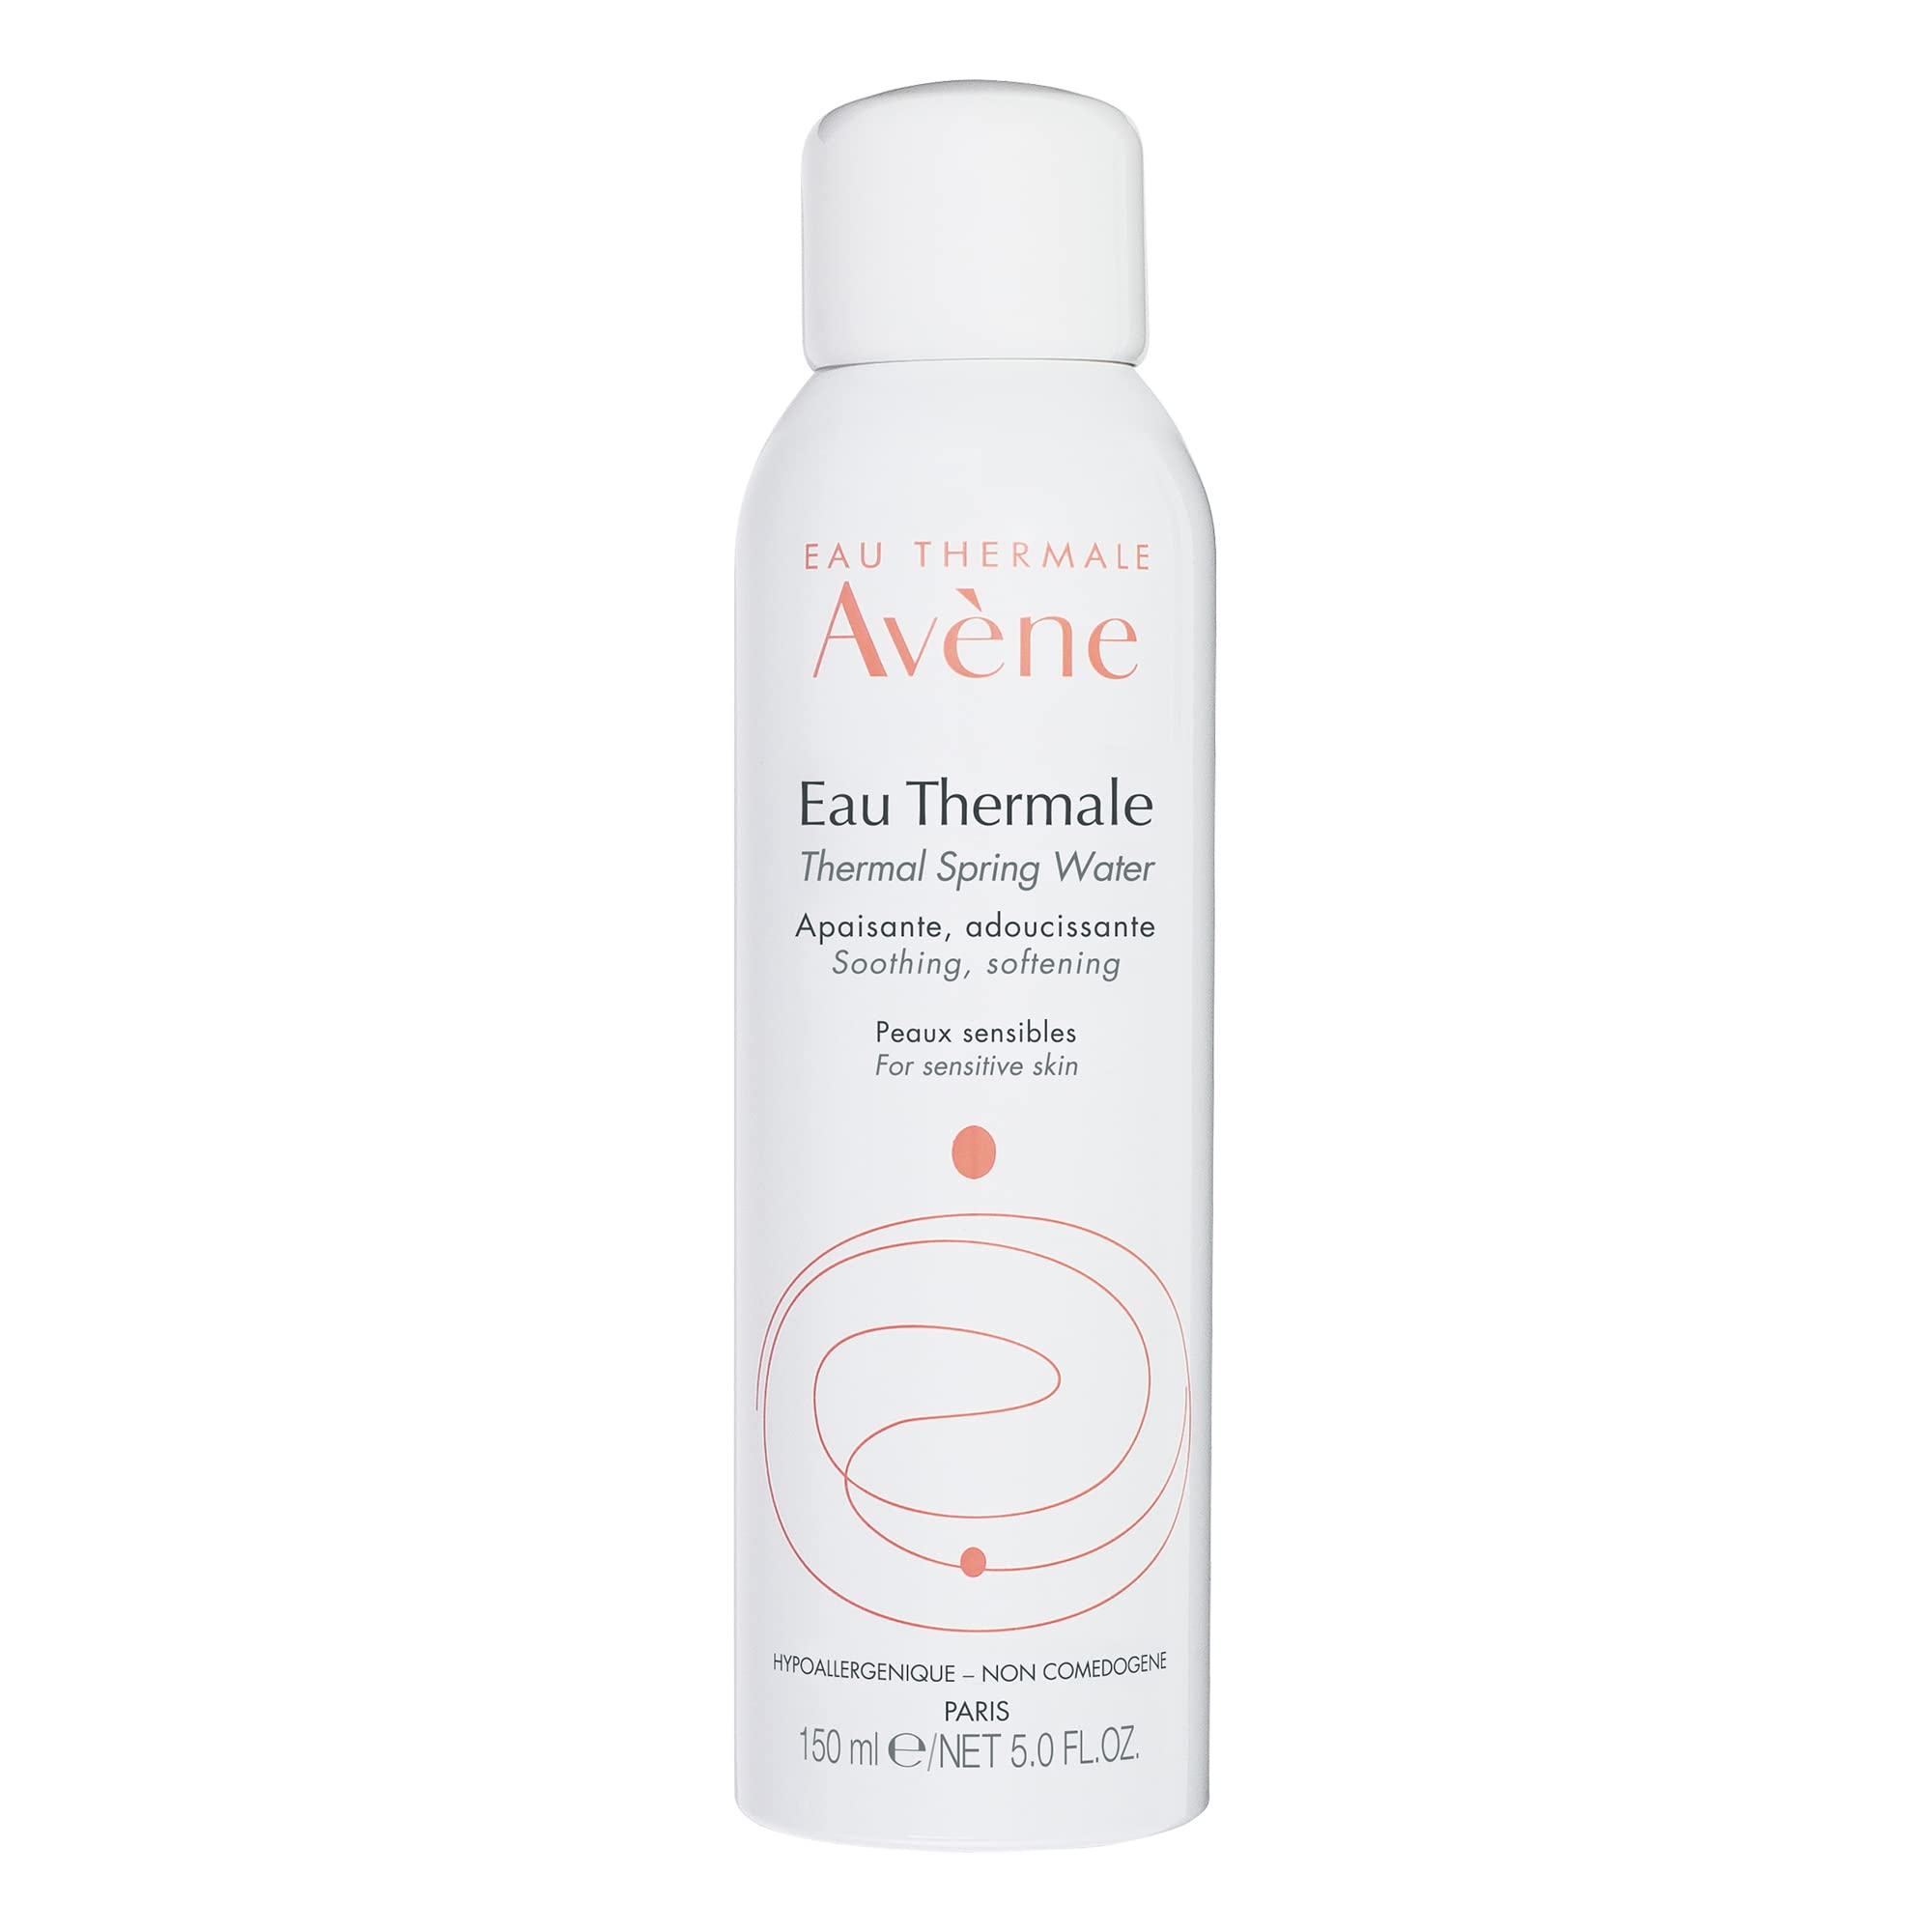 EAU THERMALE
Avène
Eau Thermale
Thermal Spring Water
Apaisante, adoucissante
Soothing, softening
Peaux sensibles
For sensitive skin
HYPOALLERGENIQUE – NON COMEDOGENE
PARIS
150 ml ℮/NET 5.0 FL.OZ.